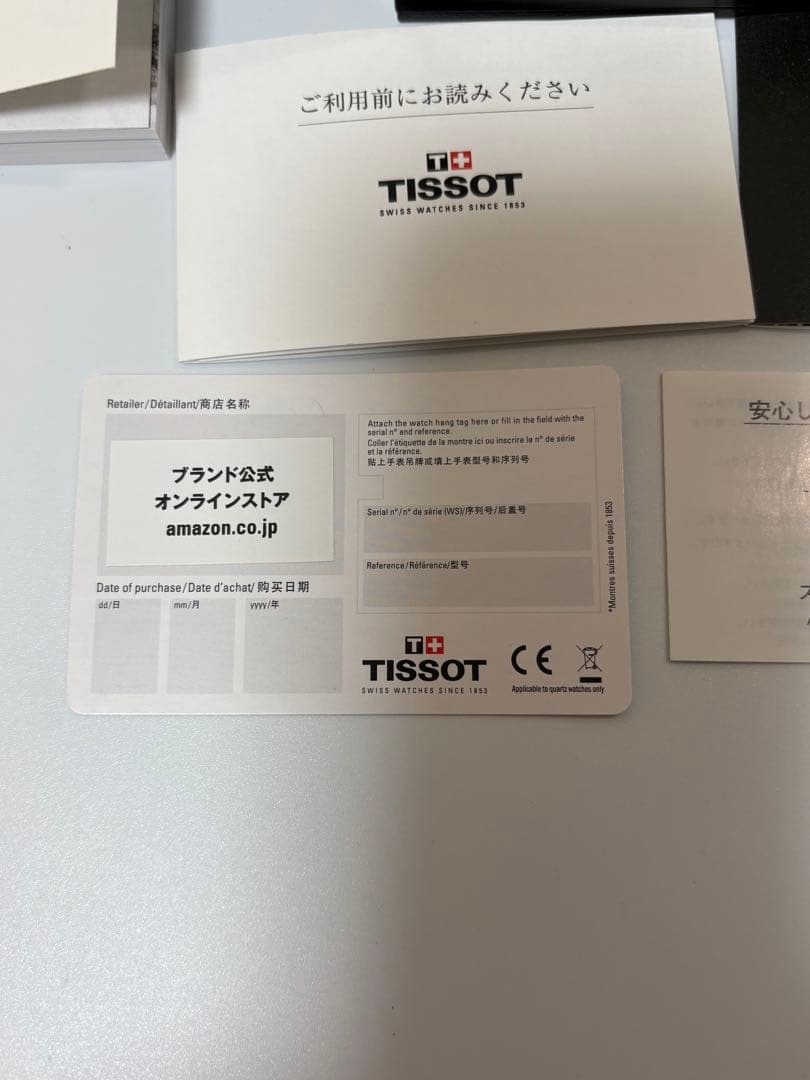 ご利用前にお読みください
T+
TISSOT
SWISS WATCHES SINCE 1853
Retailer/Détaillant/商店名称
ブランド公式
オンラインストア
amazon.co.jp
Date of purchase/Date d'achat/购买日期
dd/日
mm/月
yyyy/年
Attach the watch hang tag here or fill in the field with the
serial n° and reference.
Coller l'étiquette de la montre ici ou inscrire le n° de série
et la référence.
贴上手表吊牌或填上手表型号和序列号
Serial n°/n° de série (WS)/序列号/后盖号
Reference/Référence/型号
*Montres suisses depuis 1853
T+
TISSOT
SWISS WATCHES SINCE 1853
CE
Applicable to quartz watches only
安心し